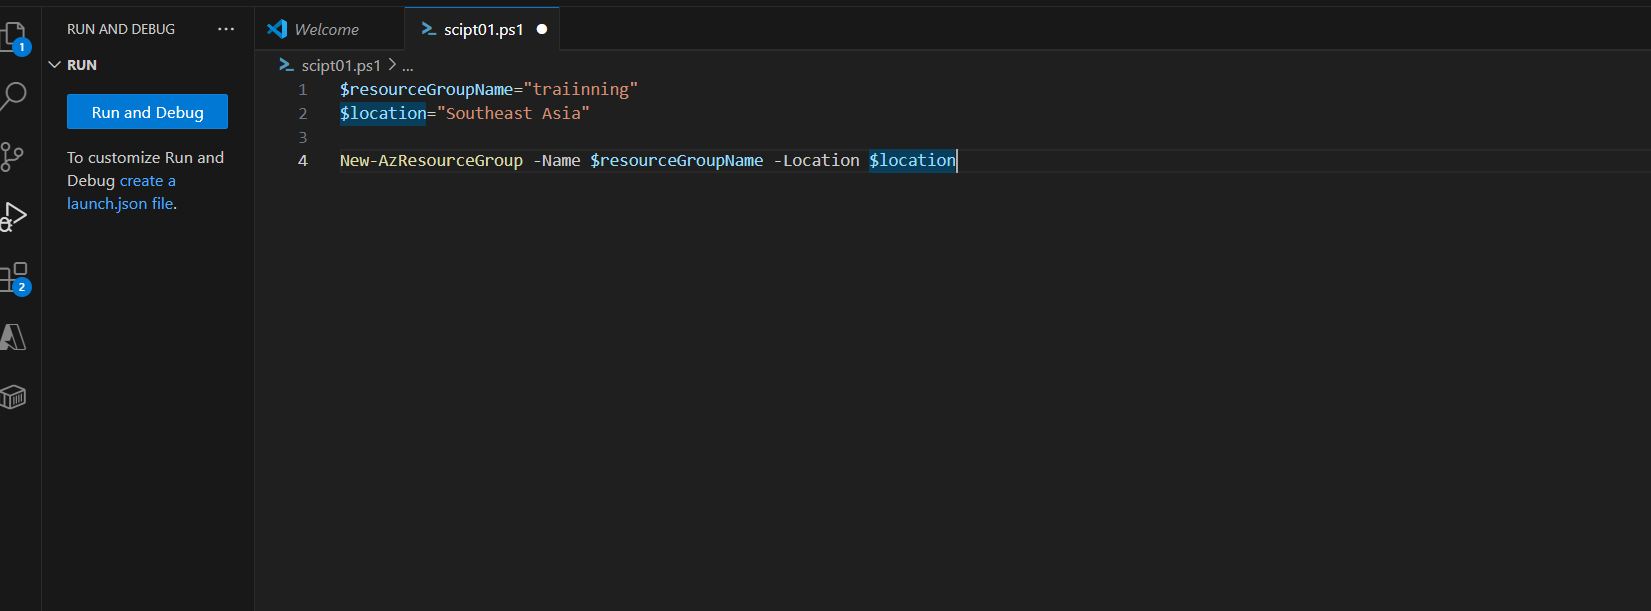 RUN AND DEBUG ...
RUN
Run and Debug
To customize Run and
Debug create a
launch.json file.
1
2
Welcome
scipt01.ps1
scipt01.ps1 > ...
1 $resourceGroupName="traiinning"
2 $location="Southeast Asia"
3
4 New-AzResourceGroup -Name $resourceGroupName -Location $location